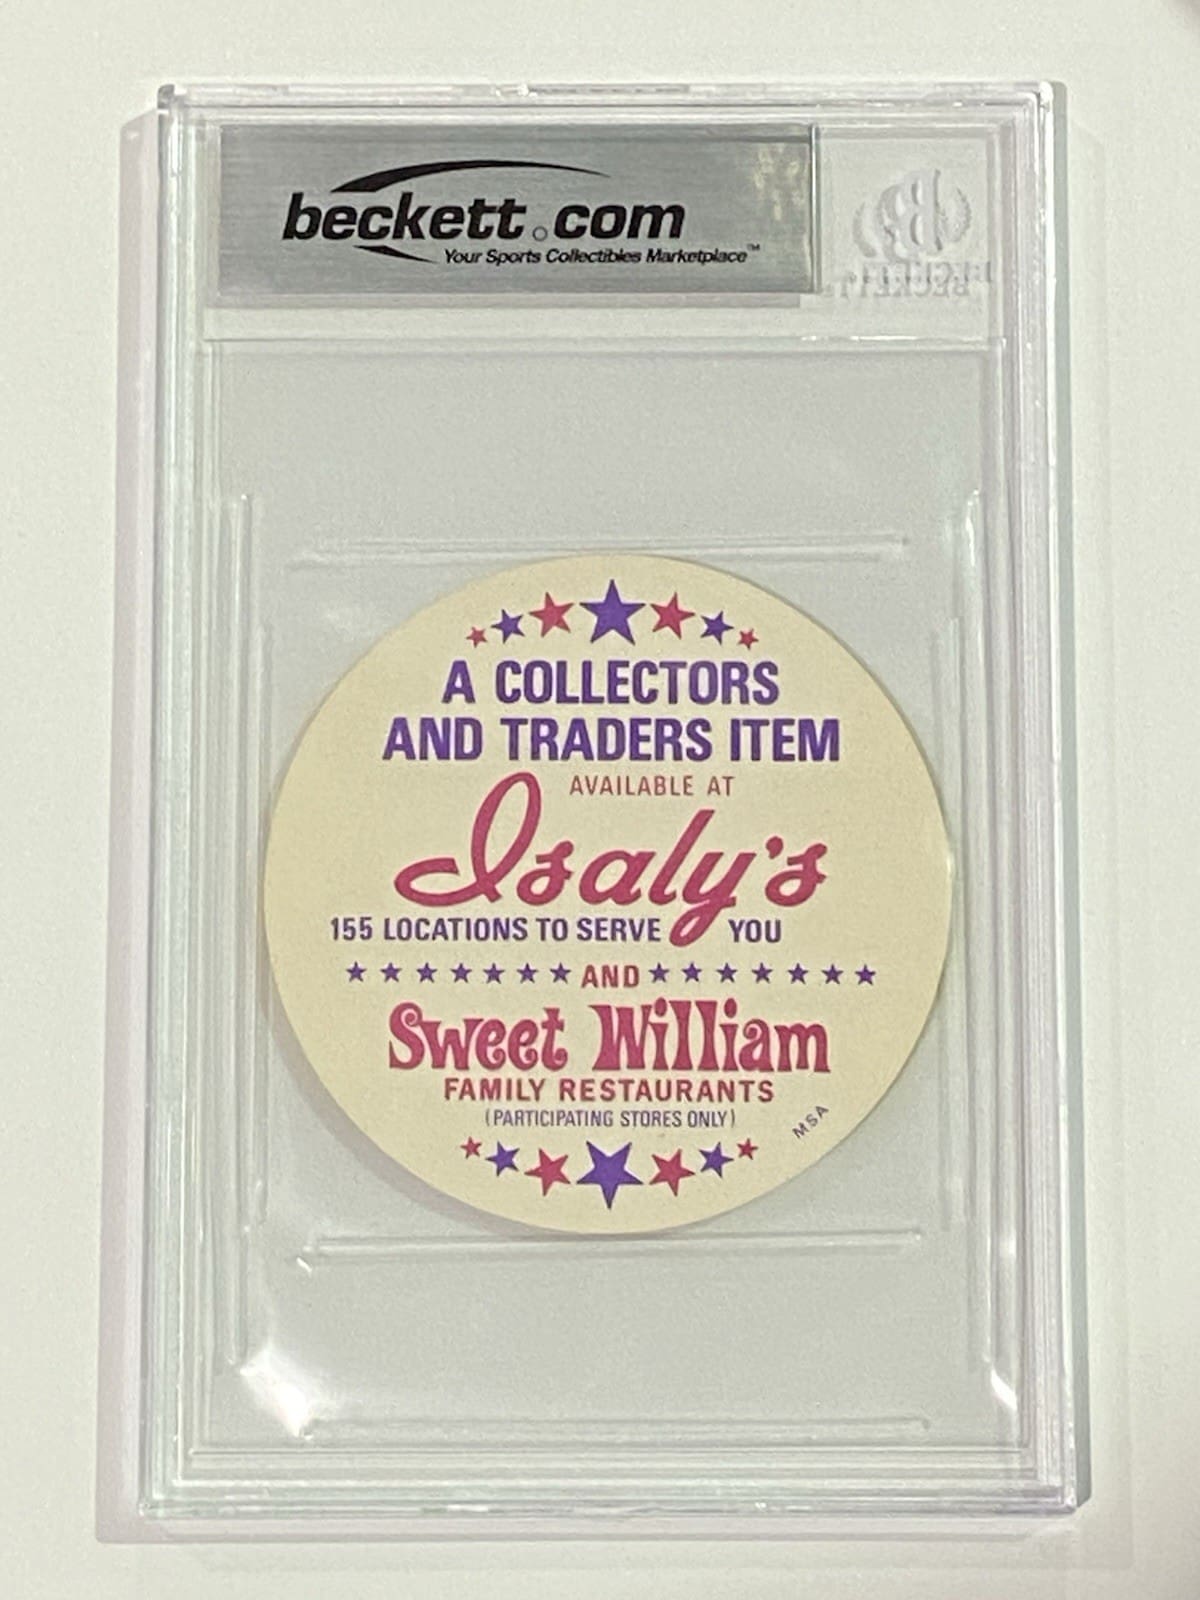 beckett.com
Your Sports Collectibles Marketplace™
BECKETT
A COLLECTORS
AND TRADERS ITEM
AVAILABLE AT
Isaly's
155 LOCATIONS TO SERVE YOU
AND
Sweet William
FAMILY RESTAURANTS
(PARTICIPATING STORES ONLY)
MSA